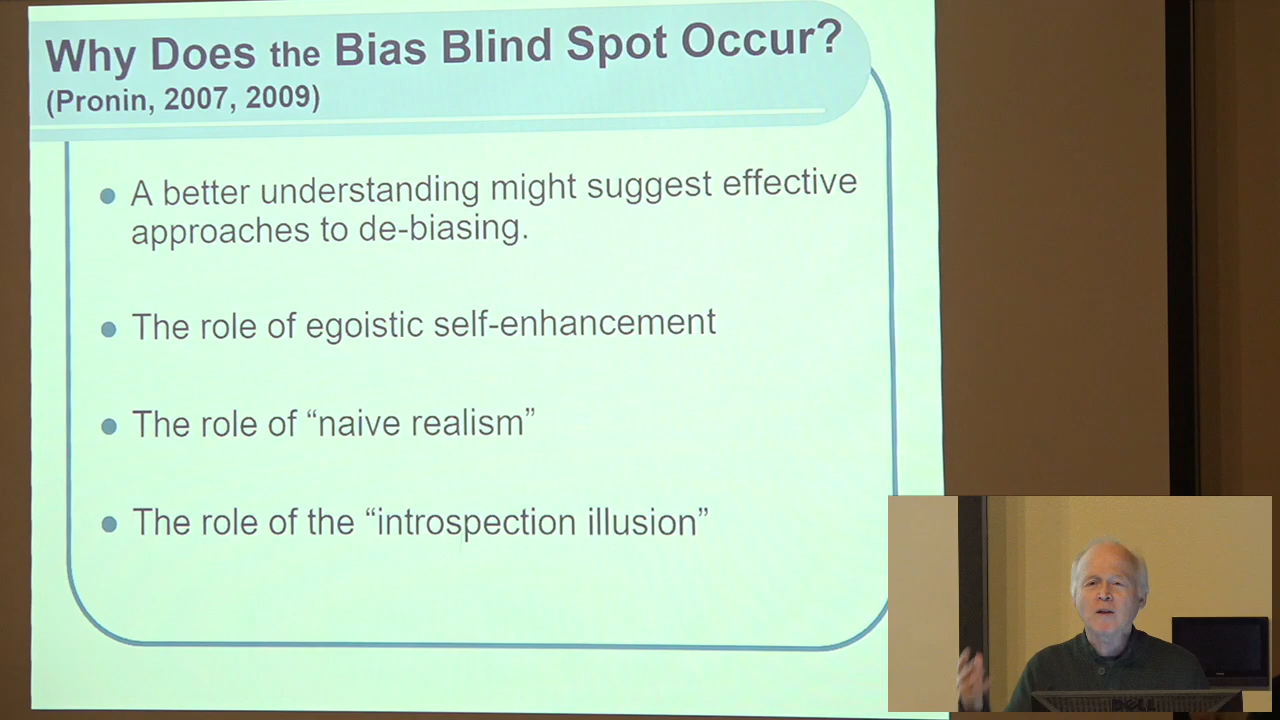 Why Does the Bias Blind Spot Occur?
(Pronin, 2007, 2009)
A better understanding might suggest effective
approaches to de-biasing.
The role of egoistic self-enhancement
The role of “naive realism”
The role of the “introspection illusion”